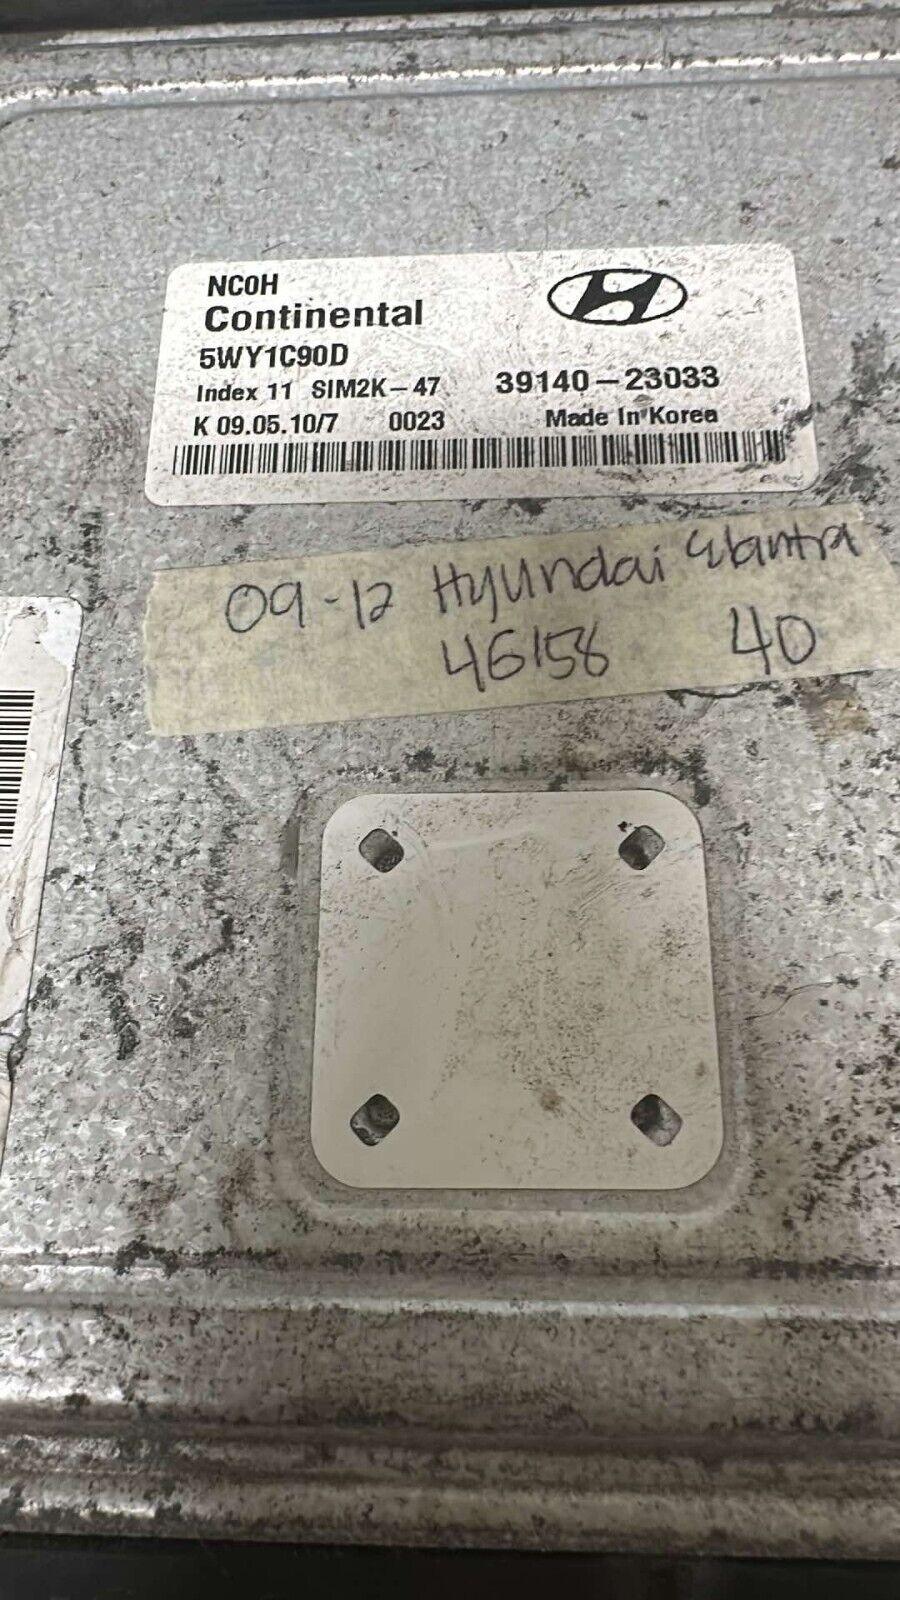 NC0H
Continental
5WY1C90D
Index 11 SIM2K-47 39140-23033
K 09.05.10/7 0023 Made In Korea
09-12 Hyundai Elantra
46158 40